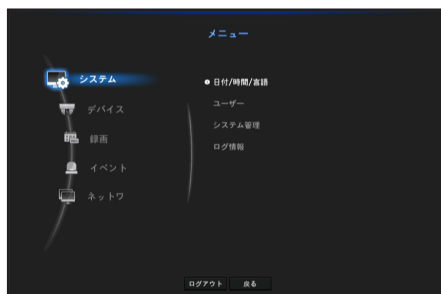 メニュー
システム
デバイス
録画
イベント
ネットワ
日付/時間/言語
ユーザー
システム管理
ログ情報
ログアウト 戻る